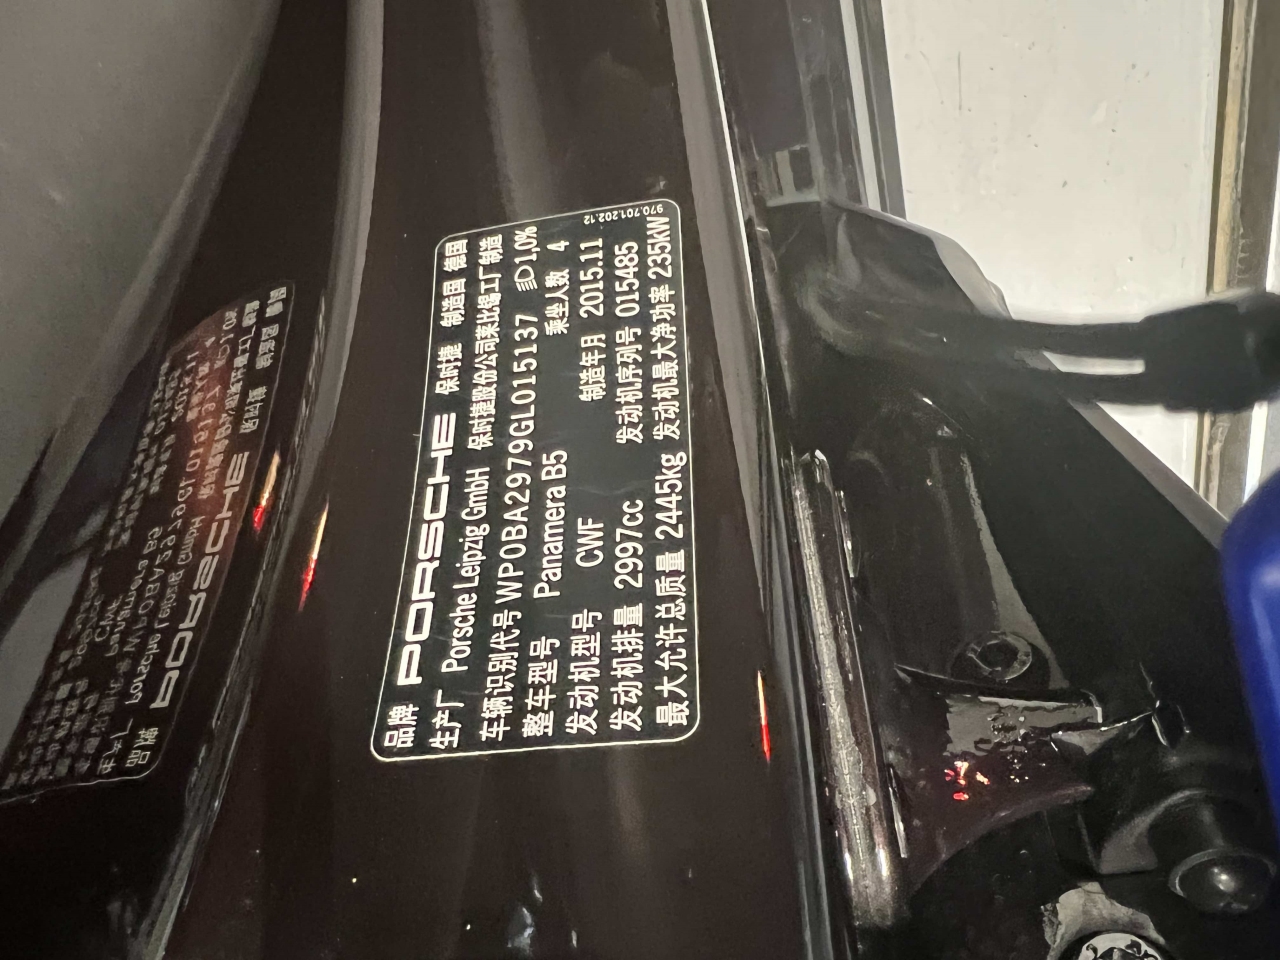 970.701.202.12
品牌 PORSCHE 保时捷 制造国 德国
生产厂 Porsche Leipzig GmbH 保时捷股份公司莱比锡工厂制造
车辆识别代号 WP0BA2979GL015137 1,0%
整车型号 Panamera B5 乘坐人数 4
发动机型号 CWF 制造年月 2015.11
发动机排量 2997cc 发动机序列号 015485
最大允许总质量 2445kg 发动机最大净功率 235kW